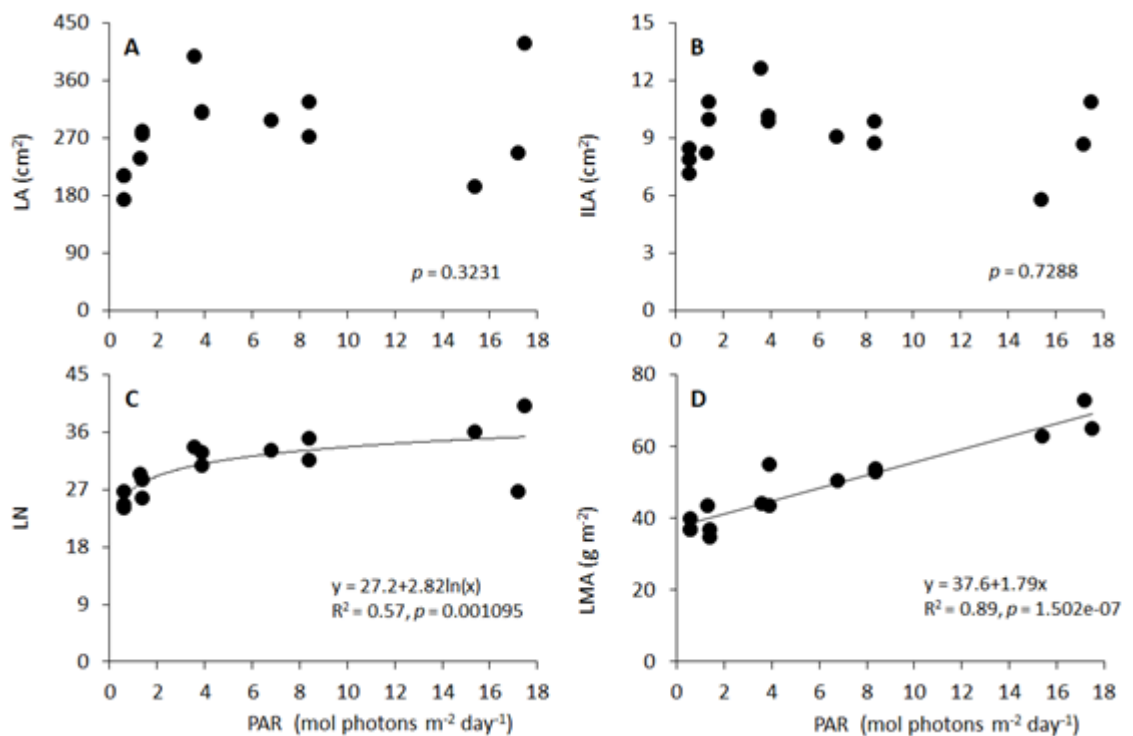 A
LA (cm²)
450
360
270
180
90
0
p = 0.3231
0 2 4 6 8 10 12 14 16 18
B
ILA (cm²)
15
12
9
6
3
0
p = 0.7288
0 2 4 6 8 10 12 14 16 18
C
LN
45
36
27
18
9
0
y = 27.2+2.82ln(x)
R² = 0.57, p = 0.001095
0 2 4 6 8 10 12 14 16 18
PAR (mol photons m⁻² day⁻¹)
D
LMA (g m⁻²)
80
60
40
20
0
y = 37.6+1.79x
R² = 0.89, p = 1.502e-07
0 2 4 6 8 10 12 14 16 18
PAR (mol photons m⁻² day⁻¹)